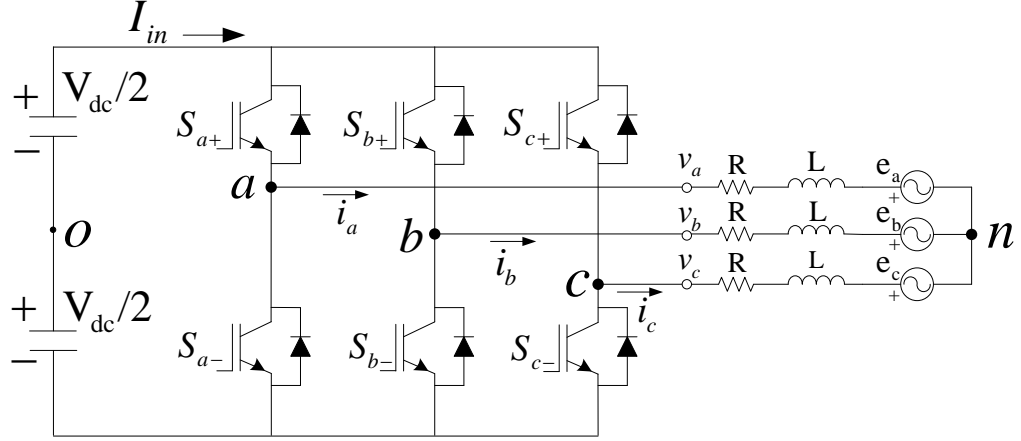 I_in
+ V_dc/2
−
S_a+ S_b+ S_c+
v_a R L e_a
+
a
i_a
o
b
v_b R L e_b
+
n
i_b
c
v_c R L e_c
+
i_c
+ V_dc/2
−
S_a− S_b− S_c−